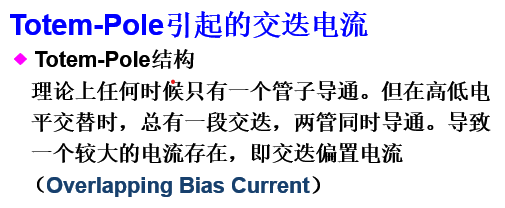 Totem-Pole引起的交迭电流
Totem-Pole结构
理论上任何时候只有一个管子导通。但在高低电
平交替时，总有一段交迭，两管同时导通。导致
一个较大的电流存在，即交迭偏置电流
（Overlapping Bias Current）